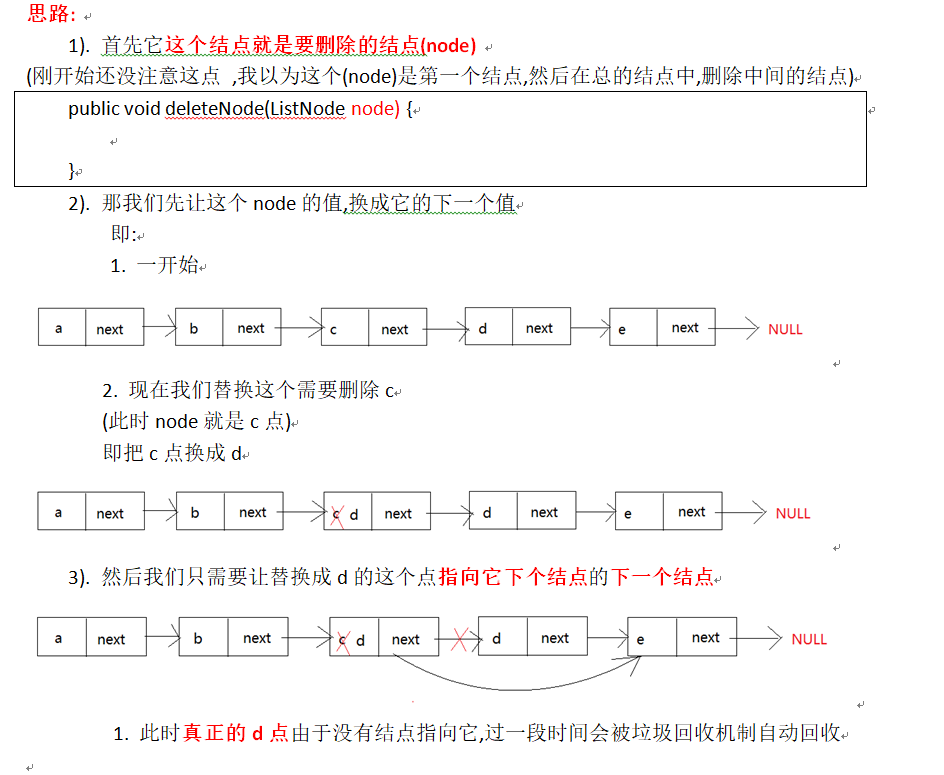 思路:
1). 首先它这个结点就是要删除的结点(node)
(刚开始还没注意这点 ,我以为这个(node)是第一个结点,然后在总的结点中,删除中间的结点)
public void deleteNode(ListNode node) {
}
2). 那我们先让这个 node 的值,换成它的下一个值
即:
1. 一开始
a next b next c next d next e next NULL
2. 现在我们替换这个需要删除 c
(此时 node 就是 c 点)
即把 c 点换成 d
a next b next c d next d next e next NULL
3). 然后我们只需要让替换成 d 的这个点指向它下个结点的下一个结点
a next b next c d next d next e next NULL
1. 此时真正的 d 点由于没有结点指向它,过一段时间会被垃圾回收机制自动回收